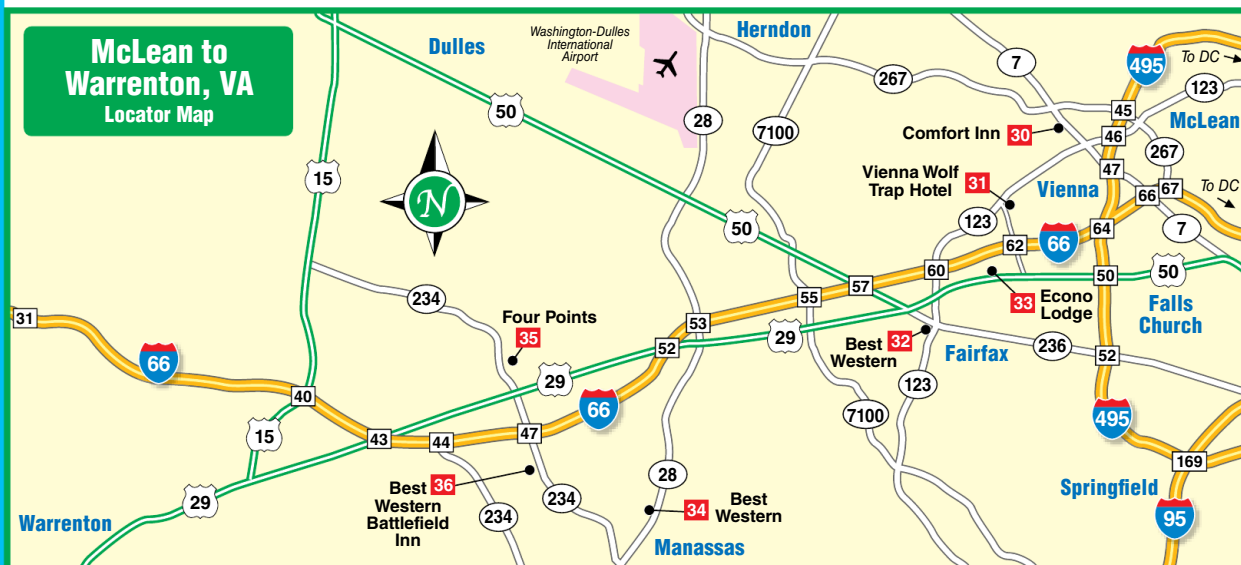 McLean to
Warrenton, VA
Locator Map
Dulles
Washington-Dulles
International
Airport
Herndon
495
To DC
7
267
123
50
28
45
Comfort Inn 30
McLean
7100
46
267
15
Vienna Wolf
Trap Hotel 31
47
Vienna
66 67
To DC
N
123
50
64
7
62
66
60
50
50
57
234
55
33 Econo
Lodge
Falls
Church
31
Four Points
35
53
29
Best 32
Western
Fairfax
236
52
66
52
29
123
40
66
7100
495
15
43
44
47
169
28
Best 36
Western
Battlefield
Inn
29
234
234
34 Best
Western
Springfield
95
Warrenton
Manassas